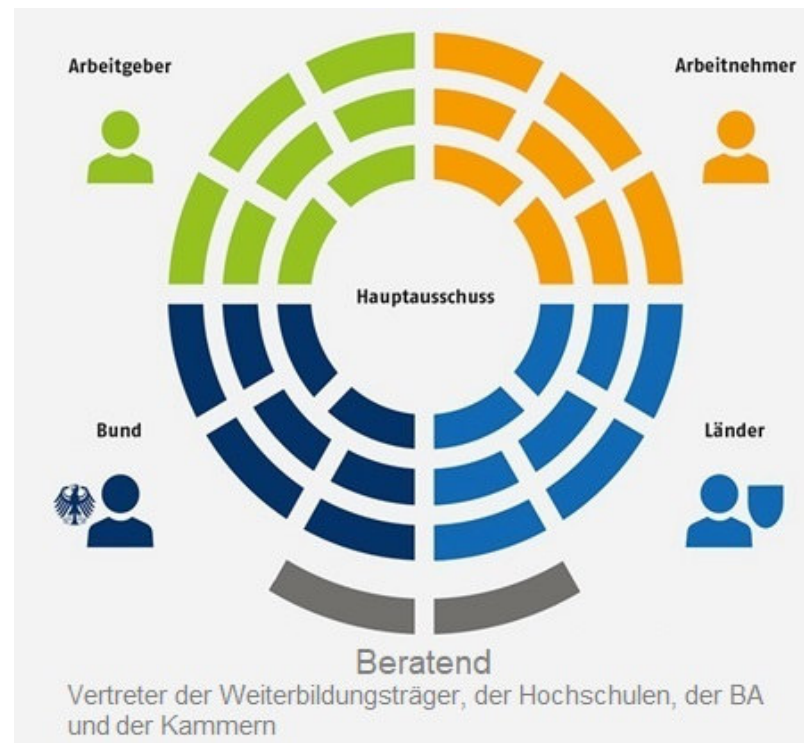 Arbeitgeber
Arbeitnehmer
Hauptausschuss
Bund
Länder
Beratend
Vertreter der Weiterbildungsträger, der Hochschulen, der BA
und der Kammern